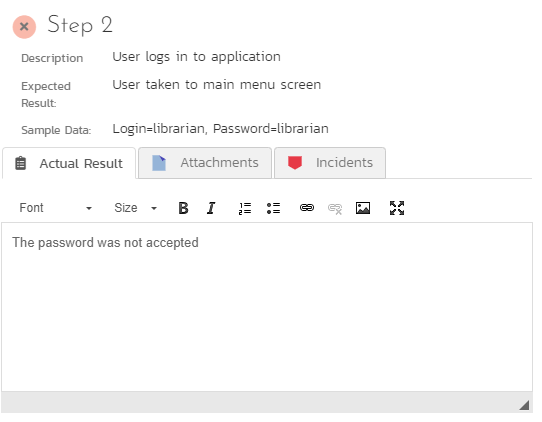 Step 2
Description User logs in to application
Expected Result: User taken to main menu screen
Sample Data: Login=librarian, Password=librarian
Actual Result Attachments Incidents
Font Size B I
The password was not accepted